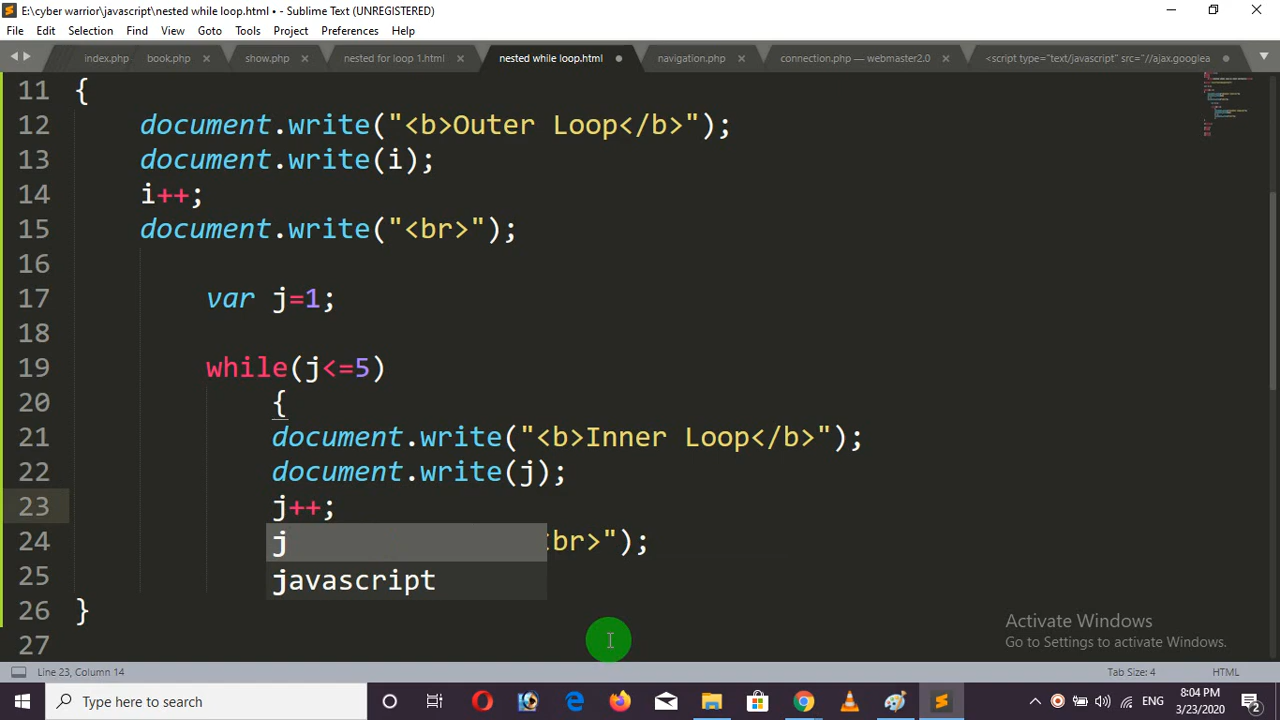 E:\cyber warrior\javascript\nested while loop.html • - Sublime Text (UNREGISTERED)
File Edit Selection Find View Goto Tools Project Preferences Help
index.php book.php show.php nested for loop 1.html nested while loop.html navigation.php connection.php — webmaster2.0 <script type="text/javascript" src="//ajax.googlea
11 {
12 document.write("<b>Outer Loop</b>");
13 document.write(i);
14 i++;
15 document.write("<br>");
16
17 var j=1;
18
19 while(j<=5)
20 {
21 document.write("<b>Inner Loop</b>");
22 document.write(j);
23 j++;
24 br>");
j
25
javascript
26 }
27
Activate Windows
Go to Settings to activate Windows.
Line 23, Column 14 Tab Size: 4 HTML
Type here to search ENG 8:04 PM
3/23/2020 2